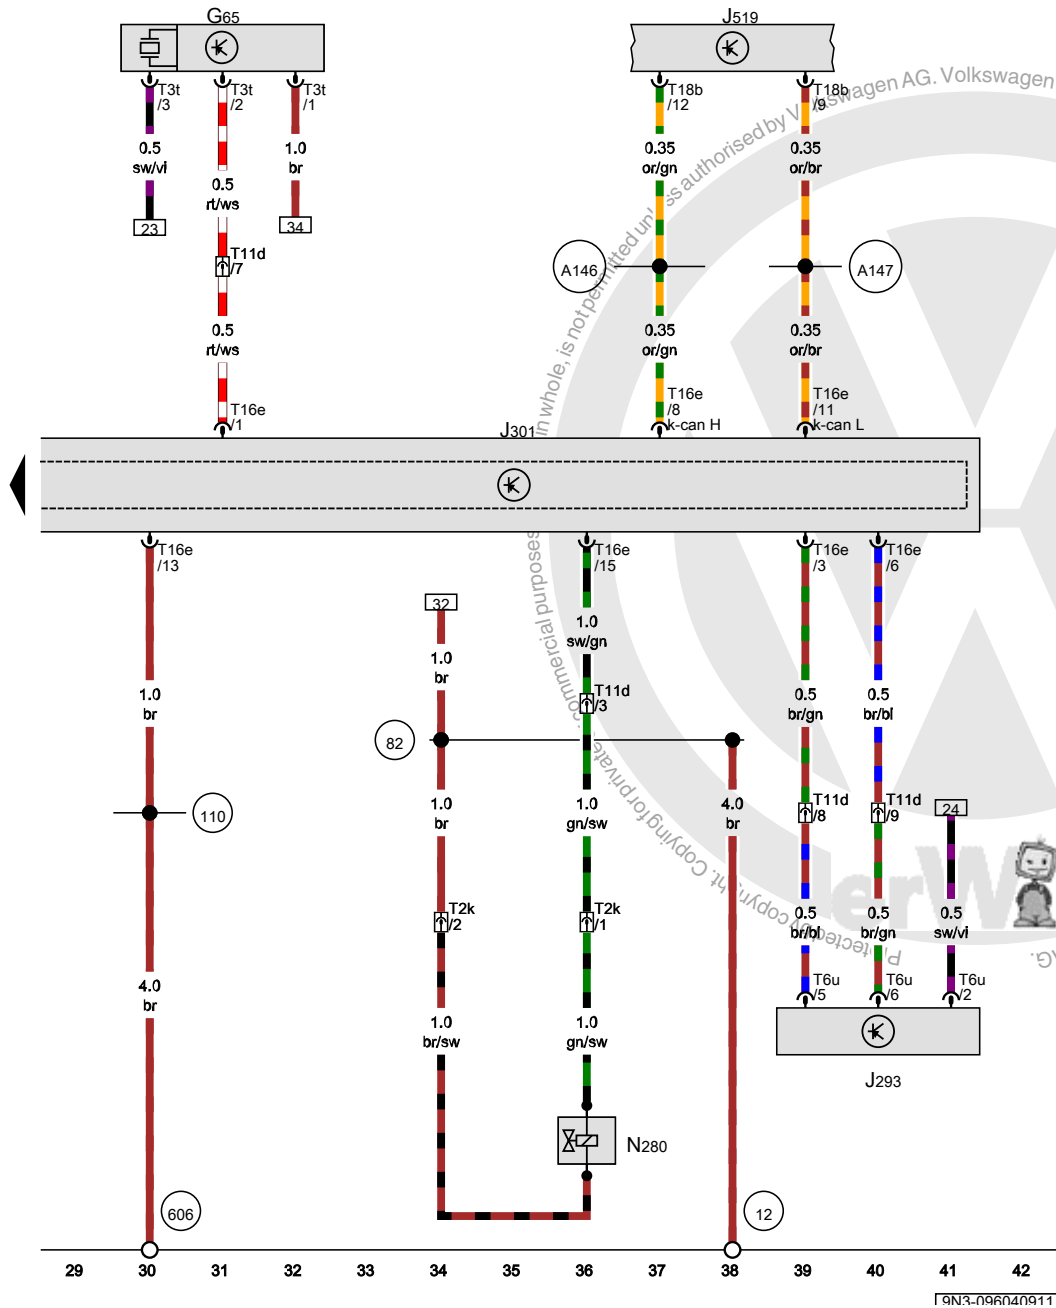 G65
J519
T3t
/3
T3t
/2
T3t
/1
T18b
/12
T18b
/9
0.5
sw/vi
0.5
rt/ws
1.0
br
0.35
or/gn
0.35
or/br
23
34
T11d
/7
A146
A147
0.5
rt/ws
0.35
or/gn
0.35
or/br
T16e
/1
T16e
/8
k-can H
T16e
/11
k-can L
J301
T16e
/13
T16e
/15
T16e
/3
T16e
/6
32
1.0
br
1.0
sw/gn
1.0
br
T11d
/3
0.5
br/gn
0.5
br/bl
82
110
1.0
br
1.0
gn/sw
4.0
br
T11d
/8
T11d
/9
24
T2k
/2
T2k
/1
0.5
br/bl
0.5
br/gn
0.5
sw/vi
4.0
br
1.0
br/sw
1.0
gn/sw
T6u
/5
T6u
/6
T6u
/2
J293
N280
606
12
29 30 31 32 33 34 35 36 37 38 39 40 41 42
9N3-096040911